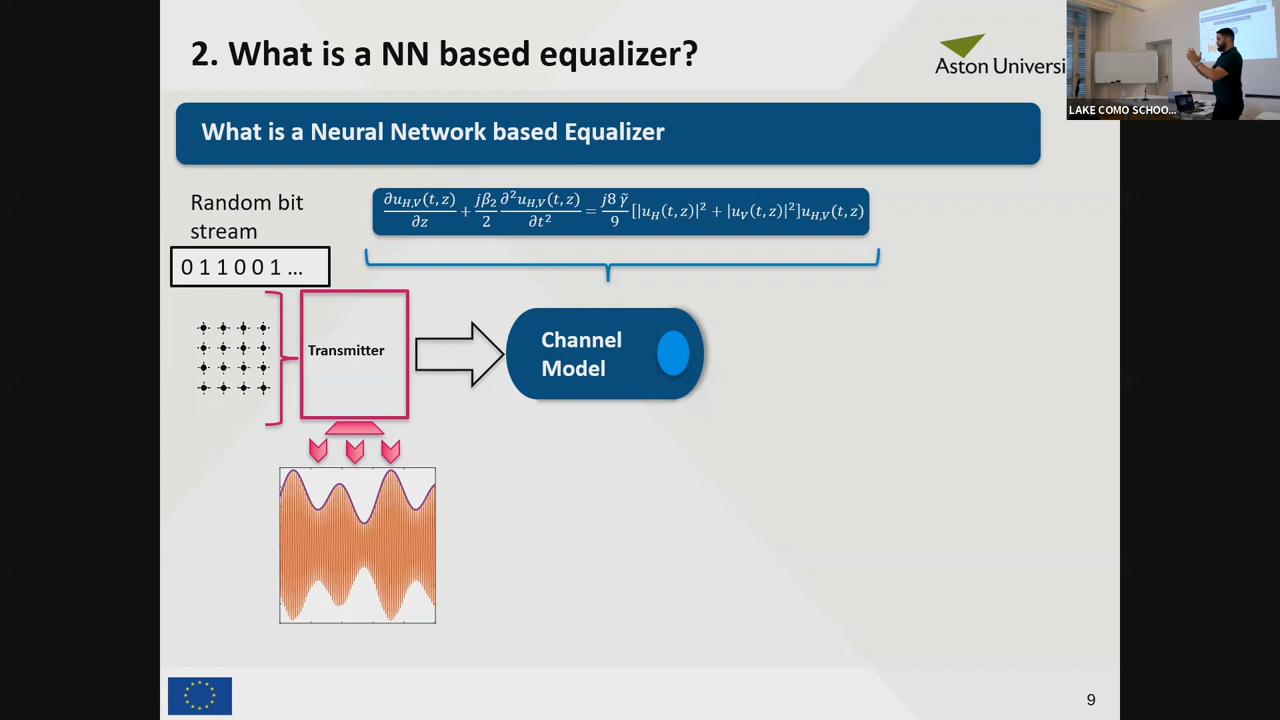 2. What is a NN based equalizer?
Aston Universi
LAKE COMO SCHOO...
What is a Neural Network based Equalizer
Random bit
stream
0 1 1 0 0 1 ...
∂u_{H,V}(t,z)/∂z + jβ₂/2 ∂²u_{H,V}(t,z)/∂t² = j8 γ̃/9 [|u_H(t,z)|² + |u_V(t,z)|²]u_{H,V}(t,z)
Transmitter
Channel
Model
9